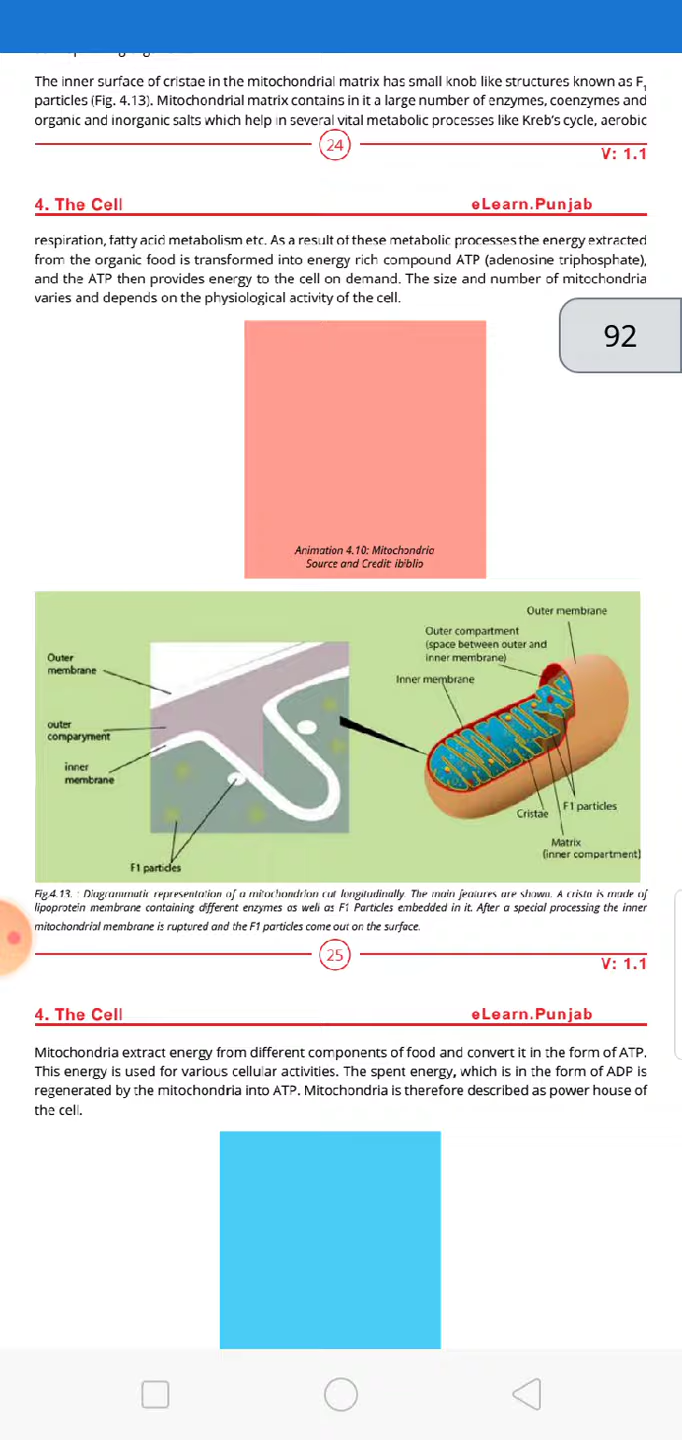 The inner surface of cristae in the mitochondrial matrix has small knob like structures known as F1
particles (Fig. 4.13). Mitochondrial matrix contains in it a large number of enzymes, coenzymes and
organic and inorganic salts which help in several vital metabolic processes like Kreb's cycle, aerobic
24
V: 1.1
4. The Cell
eLearn.Punjab
respiration, fatty acid metabolism etc. As a result of these metabolic processes the energy extracted
from the organic food is transformed into energy rich compound ATP (adenosine triphosphate),
and the ATP then provides energy to the cell on demand. The size and number of mitochondria
varies and depends on the physiological activity of the cell.
92
Animation 4.10: Mitochondria
Source and Credit: ibiblio
Outer membrane
Outer compartment
(space between outer and
inner membrane)
Inner membrane
Outer
membrane
outer
comparyment
inner
membrane
F1 particles
Cristae
F1 particles
Matrix
(inner compartment)
Fig.4.13. : Diagrammatic representation of a mitochondrion cut longitudinally. The main features are shown. A crista is made of
lipoprotein membrane containing different enzymes as well as F1 Particles embedded in it. After a special processing the inner
mitochondrial membrane is ruptured and the F1 particles come out on the surface.
25
V: 1.1
4. The Cell
eLearn.Punjab
Mitochondria extract energy from different components of food and convert it in the form of ATP.
This energy is used for various cellular activities. The spent energy, which is in the form of ADP is
regenerated by the mitochondria into ATP. Mitochondria is therefore described as power house of
the cell.